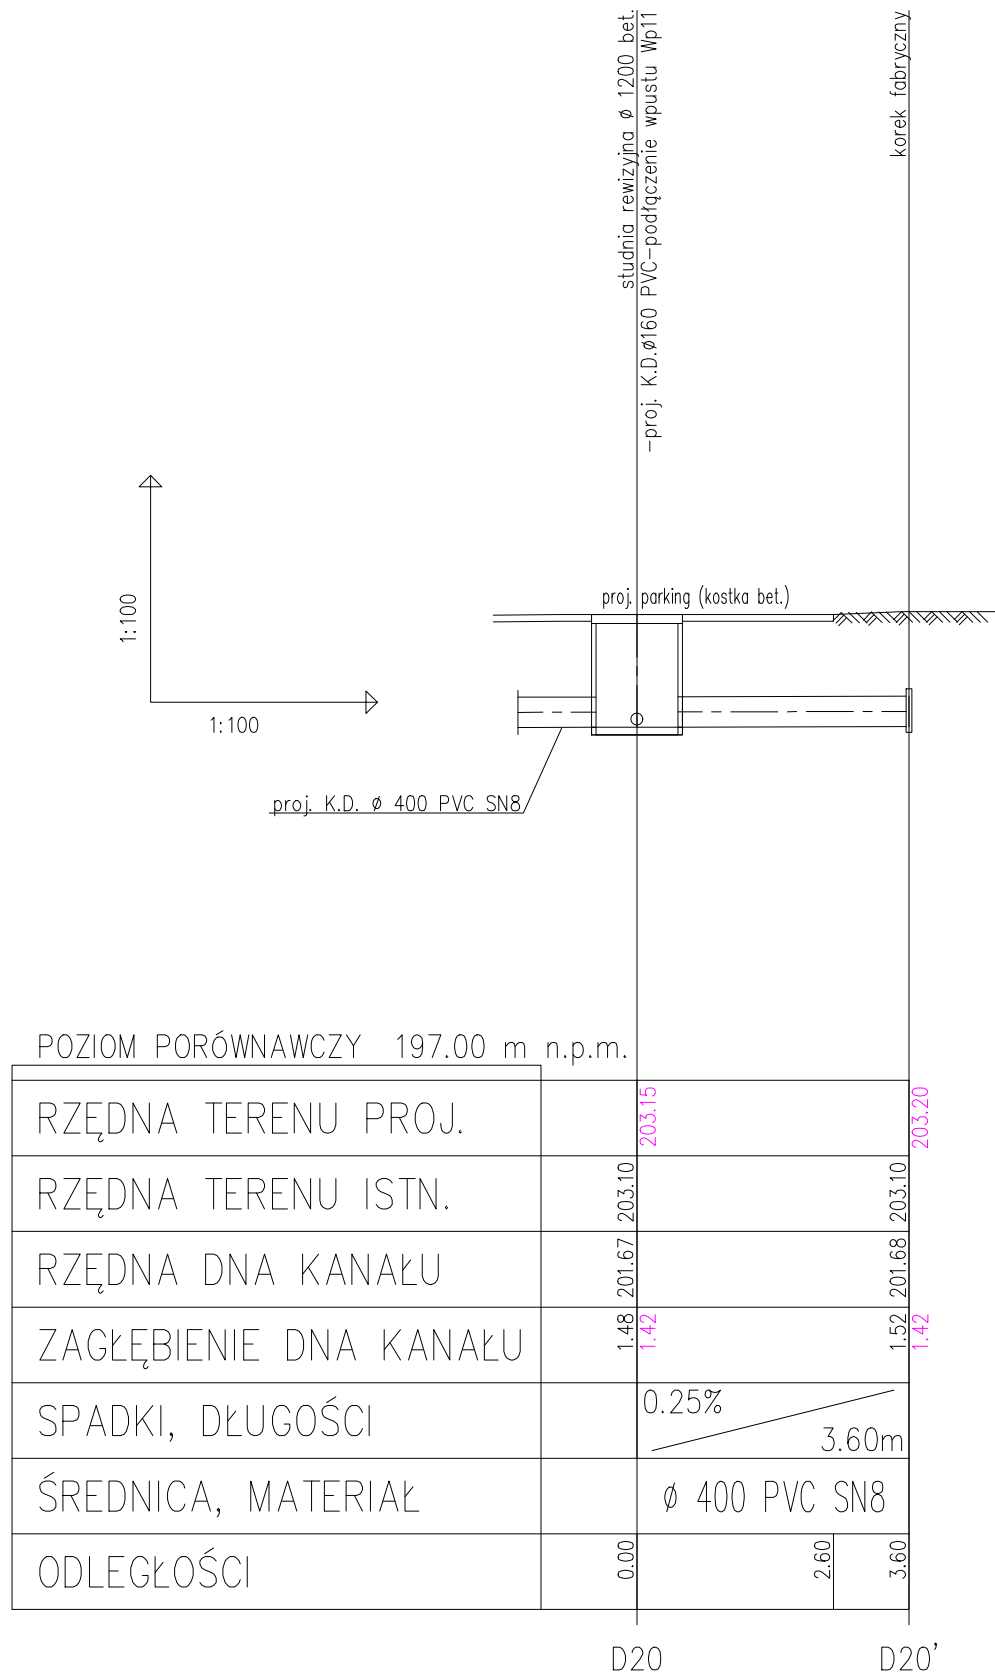 studnia rewizyjna ø 1200 bet.
-proj. K.D.ø160 PVC-podłączenie wpustu Wp11
korek fabryczny
1:100
1:100
proj. parking (kostka bet.)
proj. K.D. ø 400 PVC SN8
POZIOM PORÓWNAWCZY 197.00 m n.p.m.
RZĘDNA TERENU PROJ. 203.15 203.20
RZĘDNA TERENU ISTN. 203.10 203.10
RZĘDNA DNA KANAŁU 201.67 201.68
ZAGŁĘBIENIE DNA KANAŁU 1.48 1.42 1.52 1.42
SPADKI, DŁUGOŚCI 0.25% 3.60m
ŚREDNICA, MATERIAŁ ø 400 PVC SN8
ODLEGŁOŚCI 0.00 2.60 3.60
D20 D20'